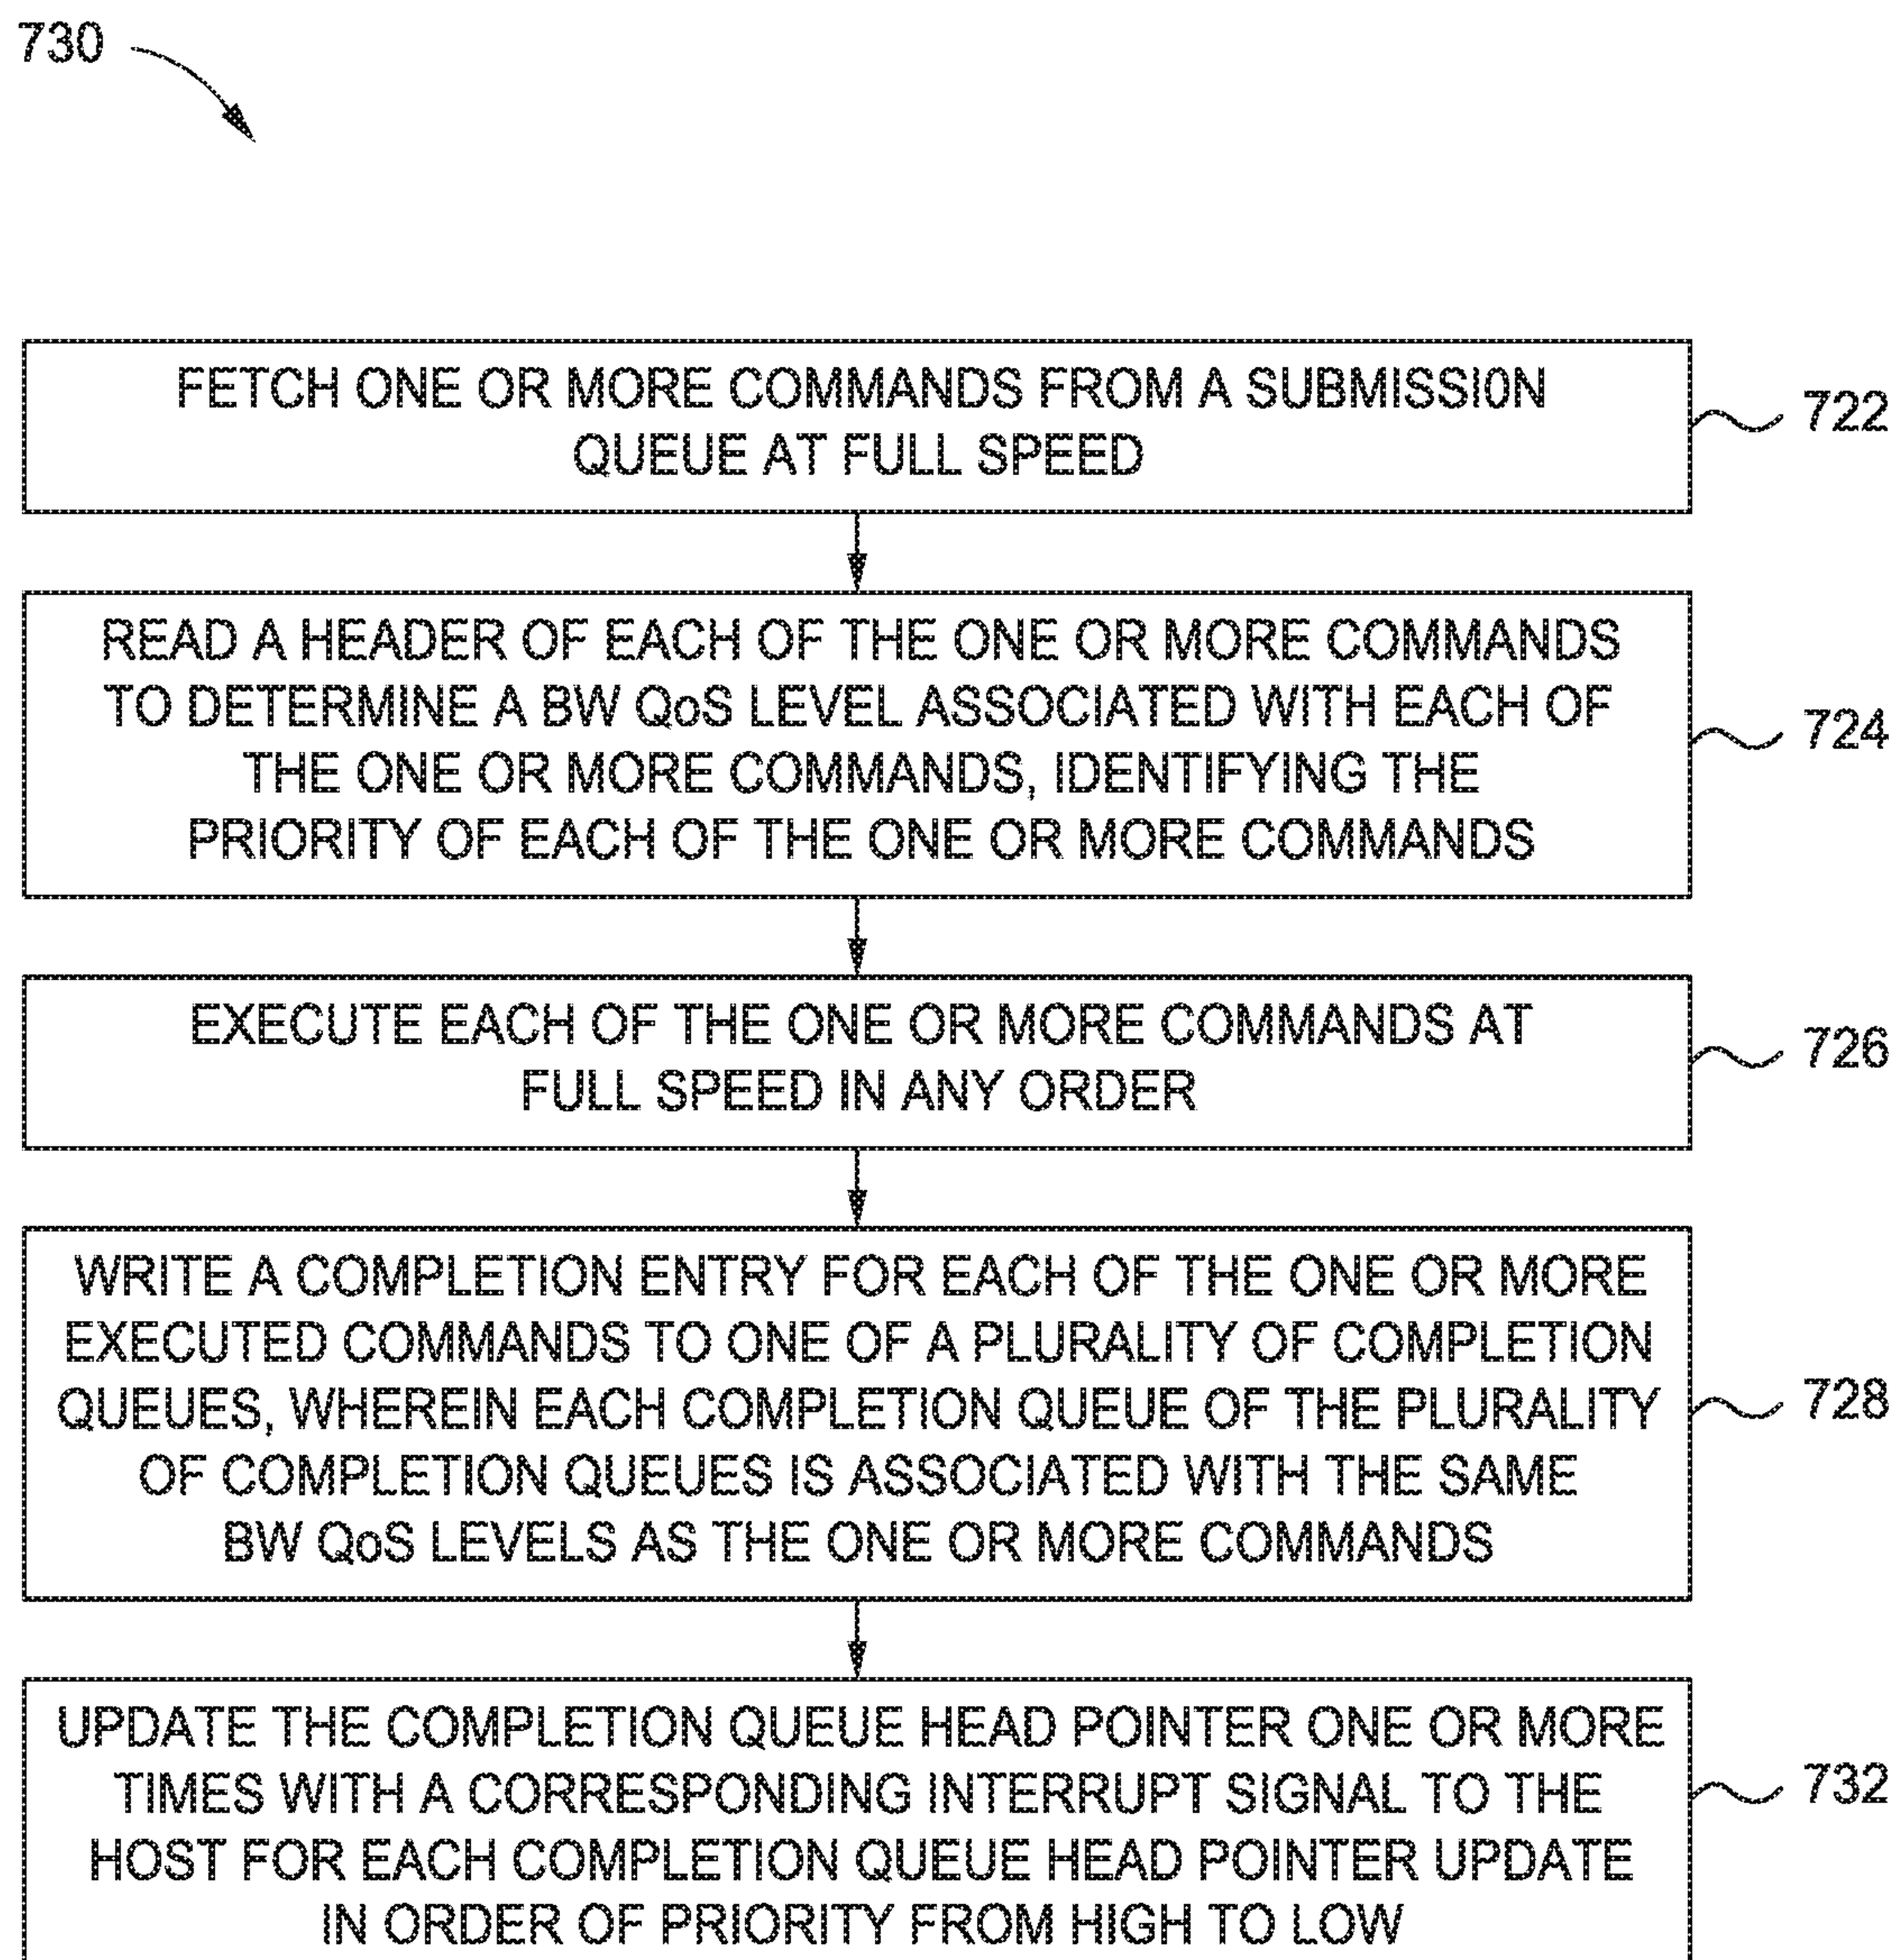 730
FETCH ONE OR MORE COMMANDS FROM A SUBMISSI0N
QUEUE AT FULL SPEED
722
READ A HEADER OF EACH OF THE ONE OR MORE COMMANDS
TO DETERMINE A BW QoS LEVEL ASSOCIATED WITH EACH OF
THE ONE OR MORE COMMANDS, IDENTIFYING THE
PRIORITY OF EACH OF THE ONE OR MORE COMMANDS
724
EXECUTE EACH OF THE ONE OR MORE COMMANDS AT
FULL SPEED IN ANY ORDER
726
WRITE A COMPLETION ENTRY FOR EACH OF THE ONE OR MORE
EXECUTED COMMANDS TO ONE OF A PLURALITY OF COMPLETION
QUEUES, WHEREIN EACH COMPLETION QUEUE OF THE PLURALITY
OF COMPLETION QUEUES IS ASSOCIATED WITH THE SAME
BW QoS LEVELS AS THE ONE OR MORE COMMANDS
728
UPDATE THE COMPLETION QUEUE HEAD POINTER ONE OR MORE
TIMES WITH A CORRESPONDING INTERRUPT SIGNAL TO THE
HOST FOR EACH COMPLETION QUEUE HEAD POINTER UPDATE
IN ORDER OF PRIORITY FROM HIGH TO LOW
732